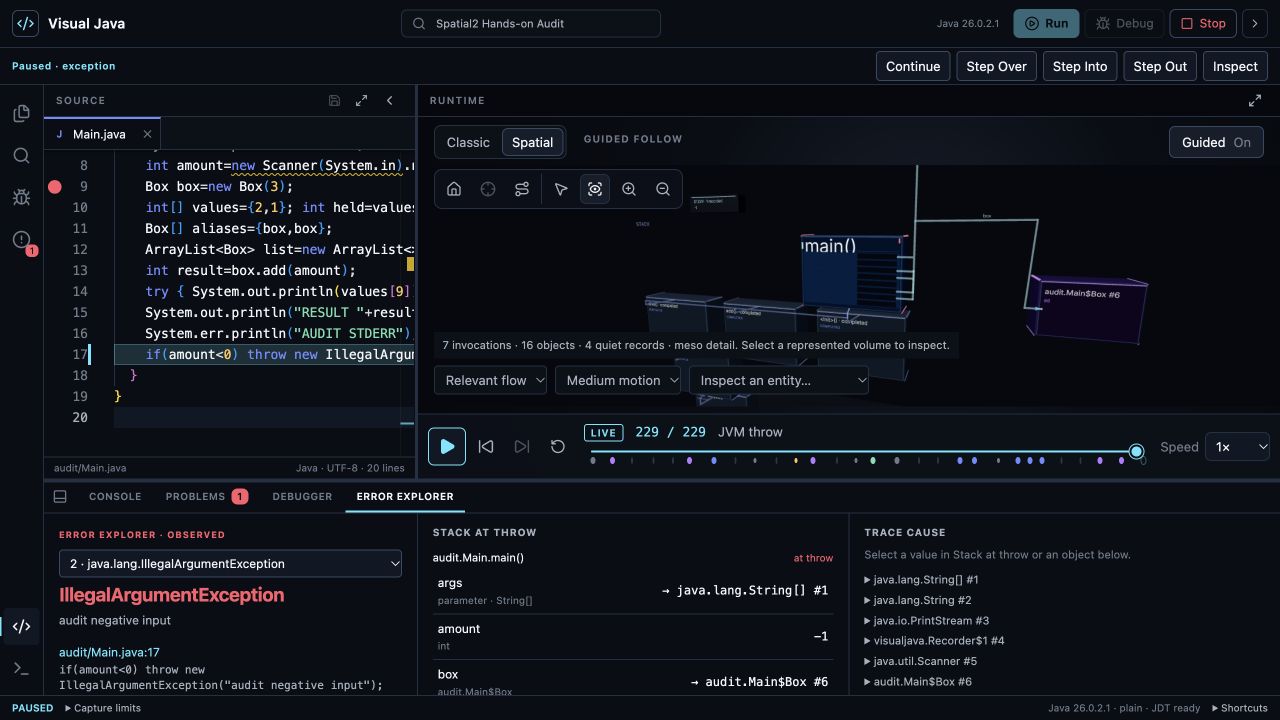 Visual Java
Spatial2 Hands-on Audit
Java 26.0.2.1
Run
Debug
Stop
Paused · exception
Continue
Step Over
Step Into
Step Out
Inspect
SOURCE
J Main.java
8 int amount=new Scanner(System.in).
9 Box box=new Box(3);
10 int[] values={2,1}; int held=values
11 Box[] aliases={box,box};
12 ArrayList<Box> list=new ArrayList<
13 int result=box.add(amount);
14 try { System.out.println(values[9]
15 System.out.println("RESULT "+resul
16 System.err.println("AUDIT STDERR")
17 if(amount<0) throw new IllegalArgum
18 }
19 }
20
audit/Main.java
Java · UTF-8 · 20 lines
RUNTIME
Classic
Spatial
GUIDED FOLLOW
Guided On
STACK
main()
box
audit.Main$Box #6
7 invocations · 16 objects · 4 quiet records · meso detail. Select a represented volume to inspect.
Relevant flow
Medium motion
Inspect an entity...
LIVE
229 / 229
JVM throw
Speed
1×
CONSOLE
PROBLEMS 1
DEBUGGER
ERROR EXPLORER
ERROR EXPLORER · OBSERVED
2 · java.lang.IllegalArgumentException
IllegalArgumentException
audit negative input
audit/Main.java:17
if(amount<0) throw new
IllegalArgumentException("audit negative input");
STACK AT THROW
audit.Main.main()
at throw
args
→ java.lang.String[] #1
parameter · String[]
amount
−1
int
box
→ audit.Main$Box #6
audit.Main$Box
TRACE CAUSE
Select a value in Stack at throw or an object below.
java.lang.String[] #1
java.lang.String #2
java.io.PrintStream #3
visualjava.Recorder$1 #4
java.util.Scanner #5
audit.Main$Box #6
PAUSED
Capture limits
Java 26.0.2.1 · plain · JDT ready
Shortcuts
1